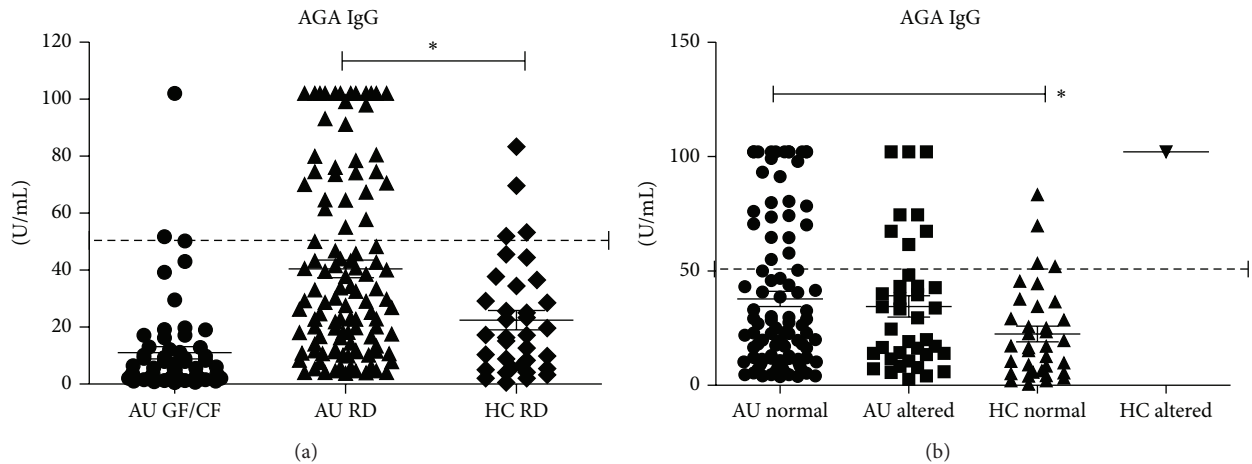 AGA IgG
120
100
80
60
40
20
0
(U/mL)
*
AU GF/CF
AU RD
HC RD
(a)
AGA IgG
150
100
50
0
(U/mL)
*
AU normal
AU altered
HC normal
HC altered
(b)